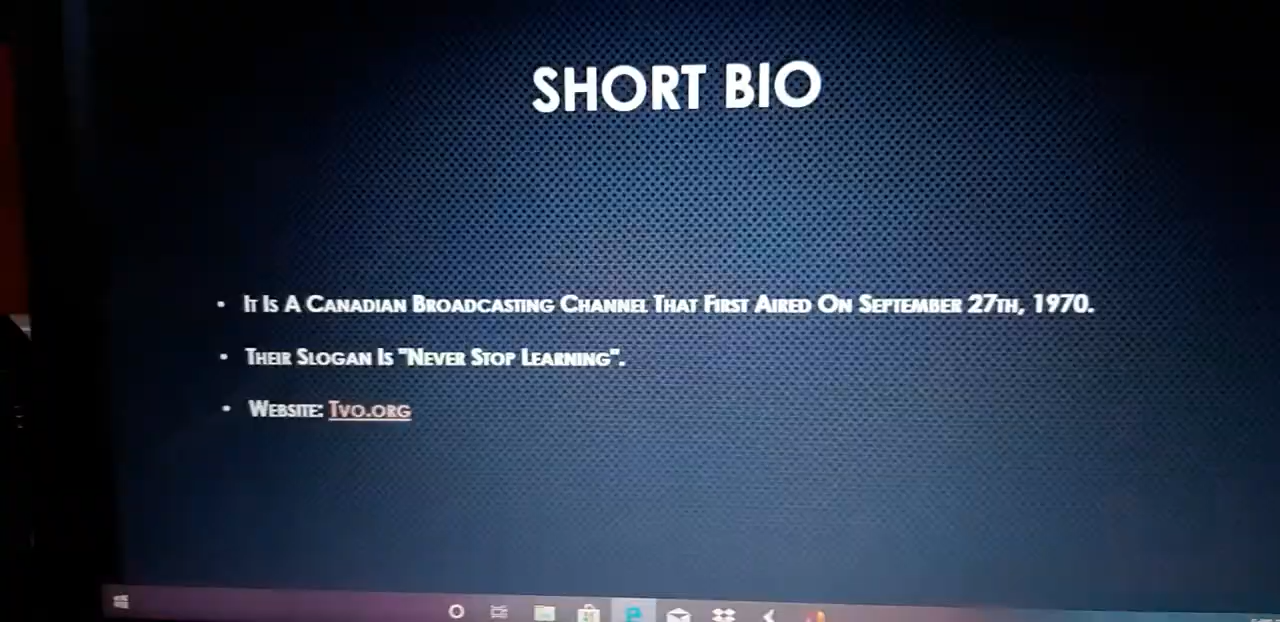 SHORT BIO
• It Is A Canadian Broadcasting Channel That First Aired On September 27th, 1970.
• Their Slogan Is "Never Stop Learning".
• Website: Tvo.org